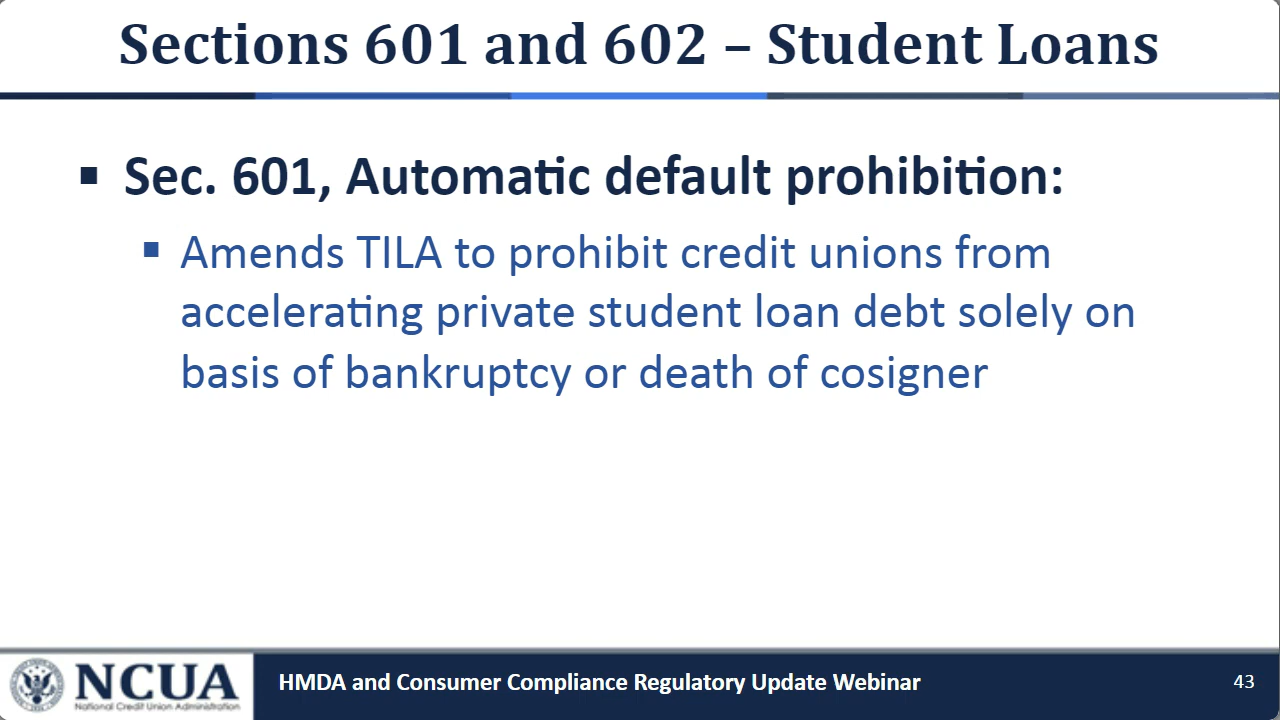 Sections 601 and 602 – Student Loans
▪ Sec. 601, Automatic default prohibition:
▪ Amends TILA to prohibit credit unions from
accelerating private student loan debt solely on
basis of bankruptcy or death of cosigner
NCUA
National Credit Union Administration
HMDA and Consumer Compliance Regulatory Update Webinar
43